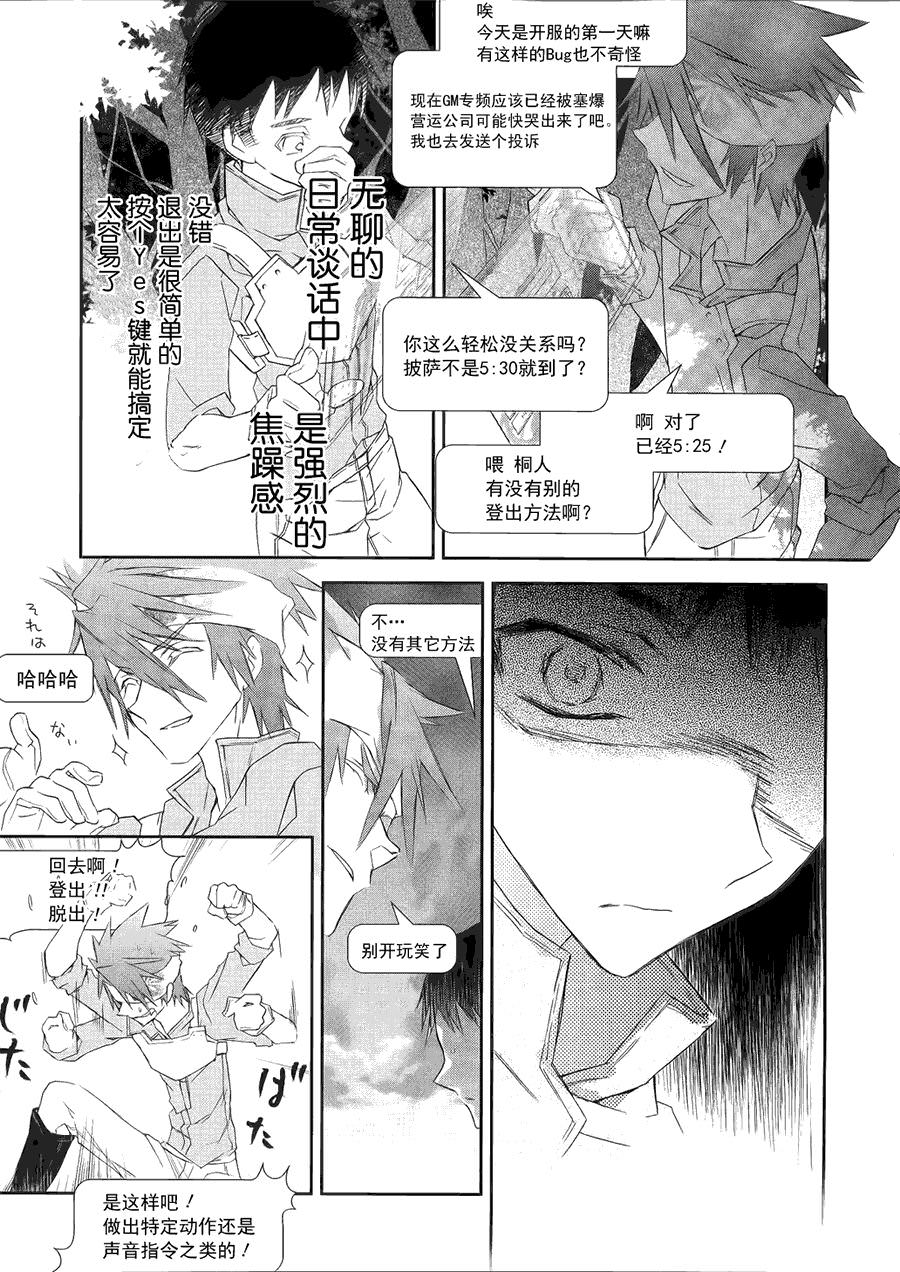 唉
今天是开服的第一天嘛
有这样的Bug也不奇怪
现在GM专频应该已经被塞爆
营运公司可能快哭出来了吧。
我也去发送个投诉
你这么轻松没关系吗？
披萨不是5:30就到了？
啊 对了
已经5:25！
喂 桐人
有没有别的
登出方法啊？
无聊的
日常谈话中
是强烈的
焦躁感
没错
退出是很简单的
按个Yes键就能搞定
太容易了
不…
没有其它方法
别开玩笑了
それは
ない
哈哈哈
回去啊！
登出！！
脱出！
じた
ばた
是这样吧！
做出特定动作还是
声音指令之类的！